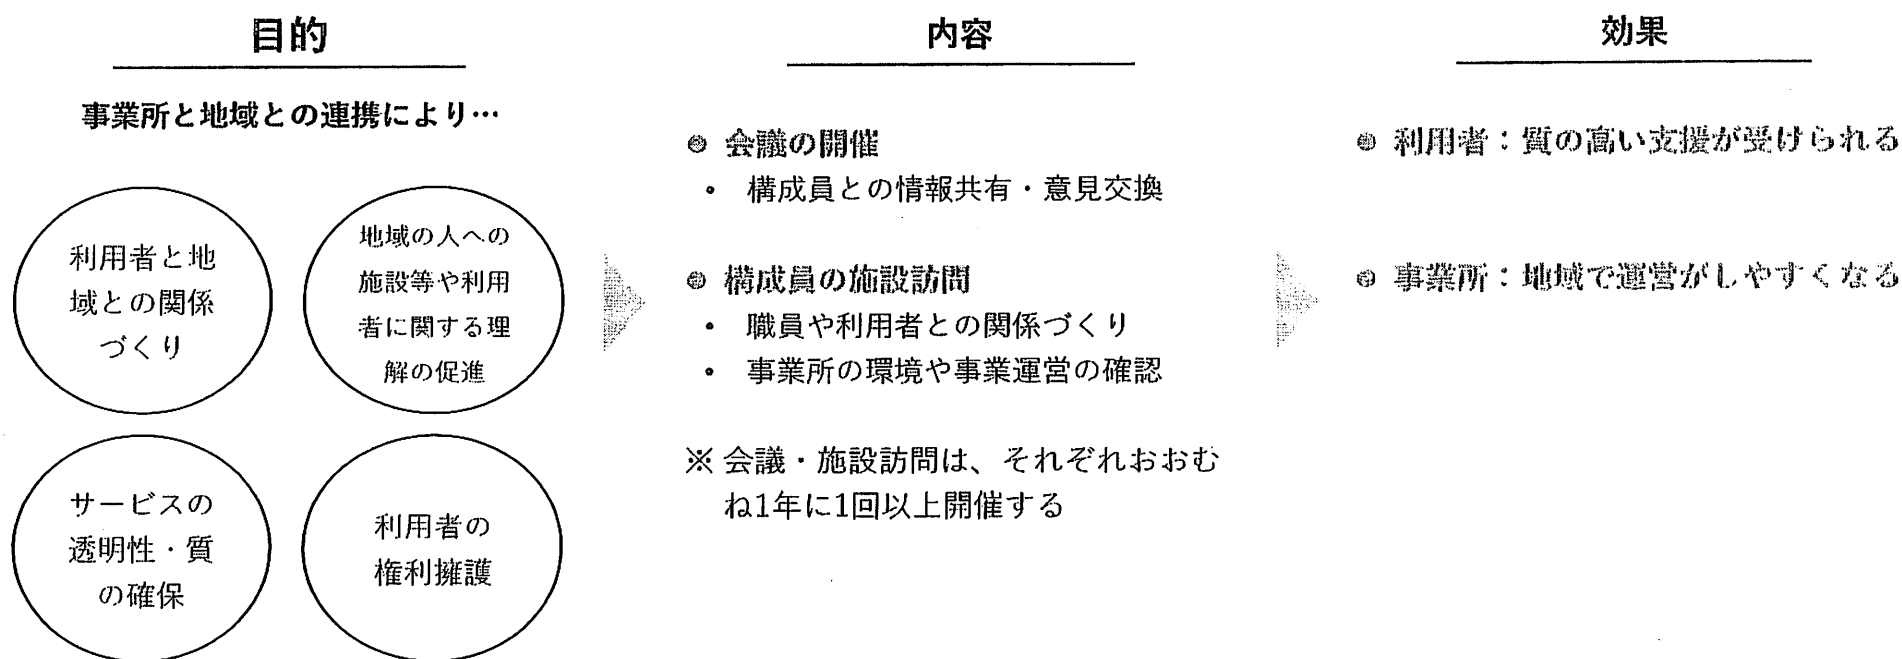 目的
事業所と地域との連携により…
利用者と地
域との関係
づくり
地域の人への
施設等や利用
者に関する理
解の促進
サービスの
透明性・質
の確保
利用者の
権利擁護
内容
● 会議の開催
・ 構成員との情報共有・意見交換
● 構成員の施設訪問
・ 職員や利用者との関係づくり
・ 事業所の環境や事業運営の確認
※ 会議・施設訪問は、それぞれおおむ
ね1年に1回以上開催する
効果
● 利用者：質の高い支援が受けられる
● 事業所：地域で運営がしやすくなる